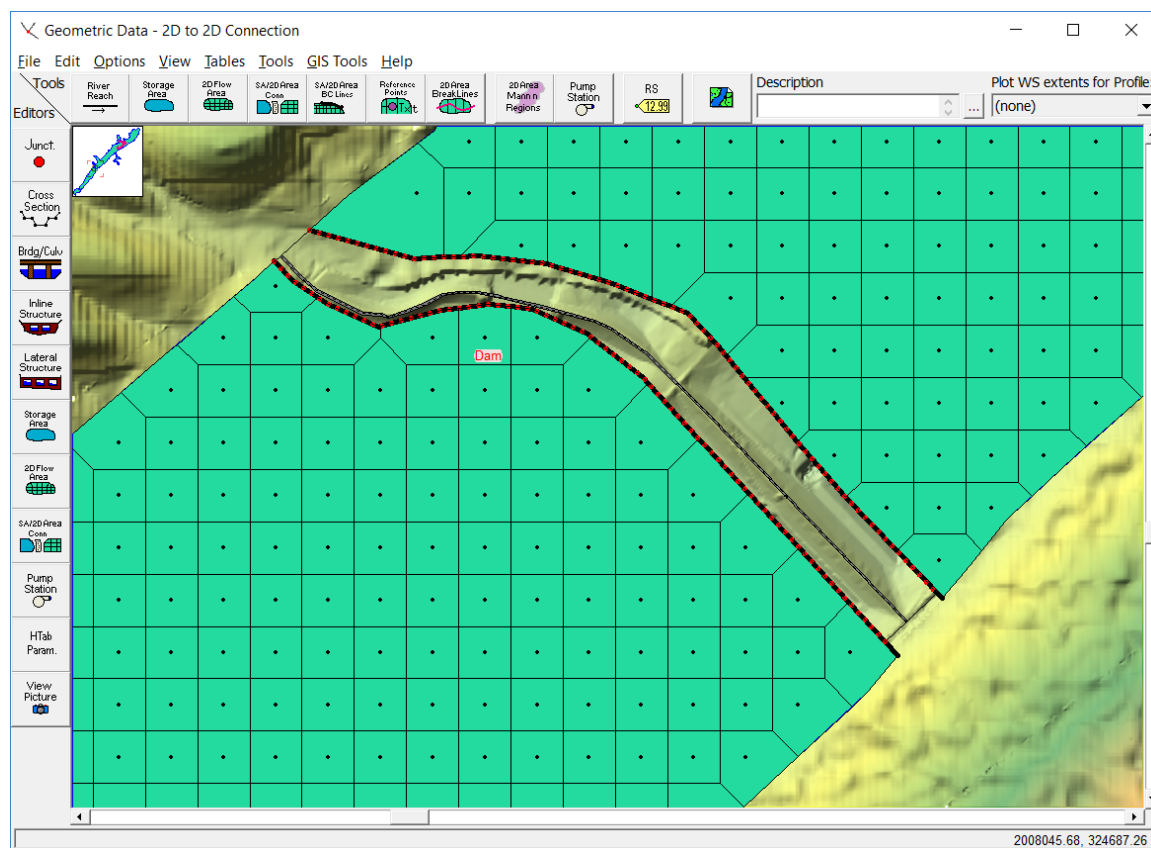 Geometric Data - 2D to 2D Connection
File Edit Options View Tables Tools GIS Tools Help
Tools
Editors
River
Reach
Storage
Area
2D Flow
Area
SA/2D Area
Conn
SA/2D Area
BC Lines
Reference
Points
Txt
2D Area
BreakLines
2D Area
Mann n
Regions
Pump
Station
RS
12.99
Description
...
Plot WS extents for Profile:
(none)
Junct.
Cross
Section
Brdg/Culv
Inline
Structure
Lateral
Structure
Storage
Area
2D Flow
Area
SA/2D Area
Conn
Pump
Station
HTab
Param.
View
Picture
Dam
2008045.68, 324687.26